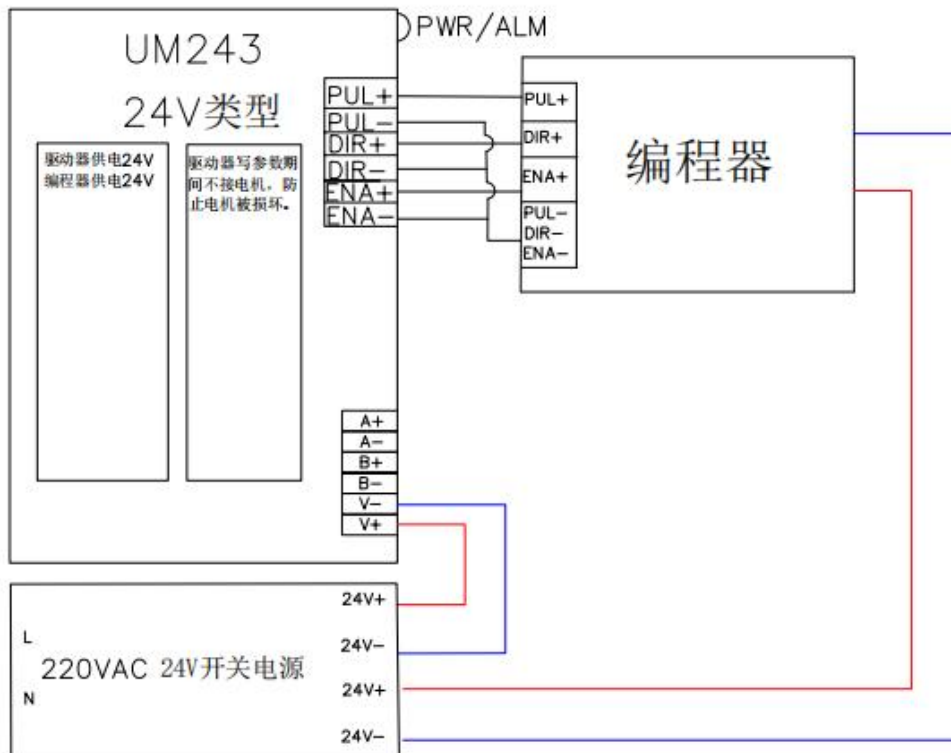 UM243
24V类型
PWR/ALM
驱动器供电24V
编程器供电24V
驱动器写参数期
间不接电机。防
止电机被损坏。
PUL+
PUL-
DIR+
DIR-
ENA+
ENA-
PUL+
DIR+
ENA+
PUL-
DIR-
ENA-
编程器
A+
A-
B+
B-
V-
V+
L
N
220VAC 24V开关电源
24V+
24V-
24V+
24V-